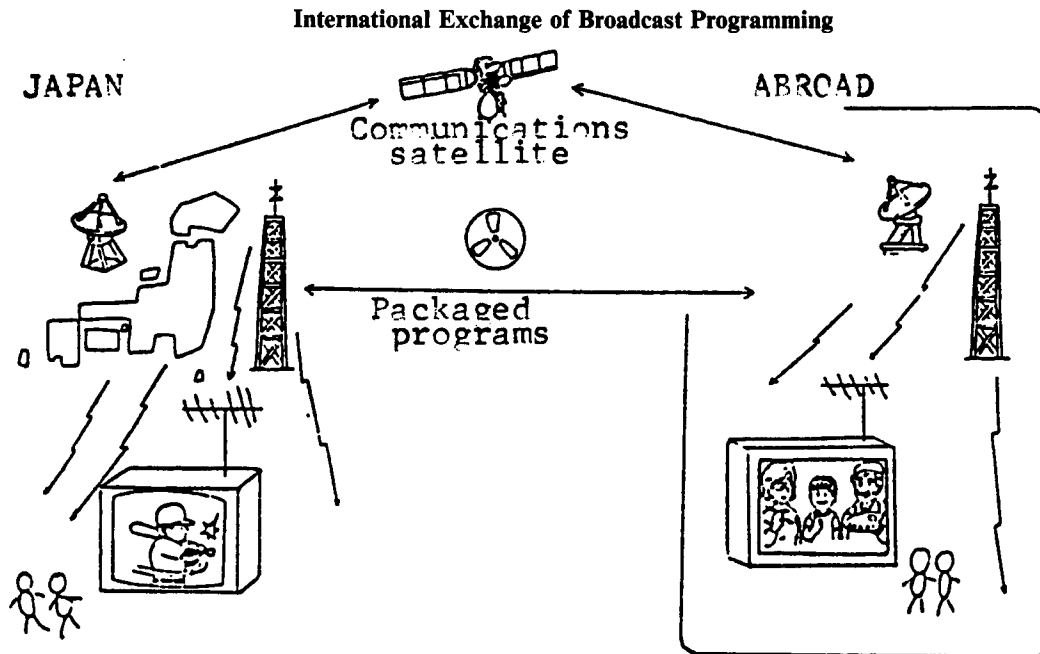 International Exchange of Broadcast Programming
JAPAN
ABROAD
Communications
satellite
Packaged
programs